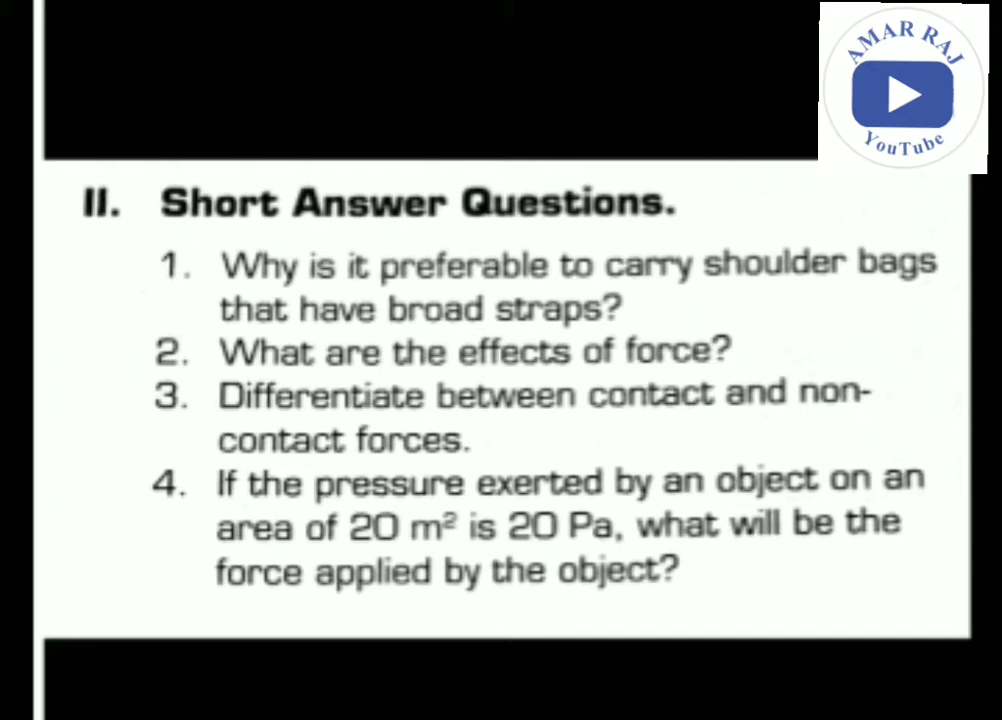 AMAR RAJ
YouTube
II. Short Answer Questions.
1. Why is it preferable to carry shoulder bags
that have broad straps?
2. What are the effects of force?
3. Differentiate between contact and non-
contact forces.
4. If the pressure exerted by an object on an
area of 20 m² is 20 Pa, what will be the
force applied by the object?